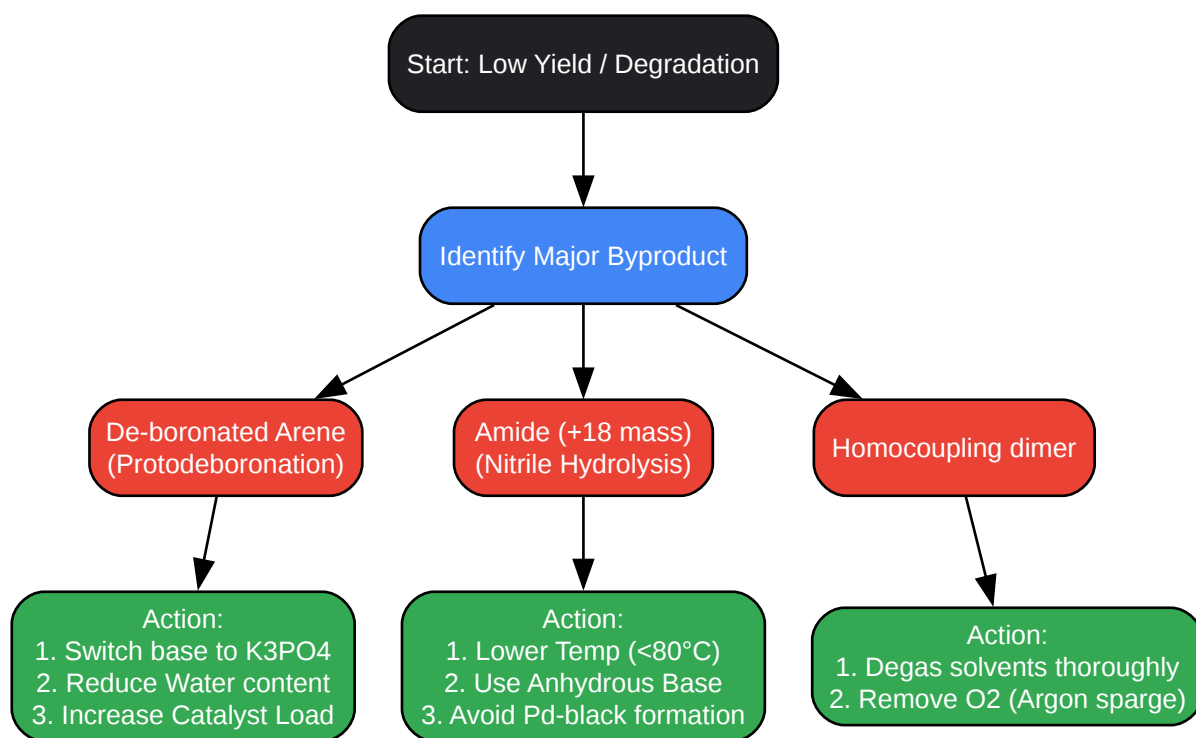 Start: Low Yield / Degradation
Identify Major Byproduct
De-boronated Arene
(Protodeboronation)
Amide (+18 mass)
(Nitrile Hydrolysis)
Homocoupling dimer
Action:
1. Switch base to K3PO4
2. Reduce Water content
3. Increase Catalyst Load
Action:
1. Lower Temp (<80°C)
2. Use Anhydrous Base
3. Avoid Pd-black formation
Action:
1. Degas solvents thoroughly
2. Remove O2 (Argon sparge)